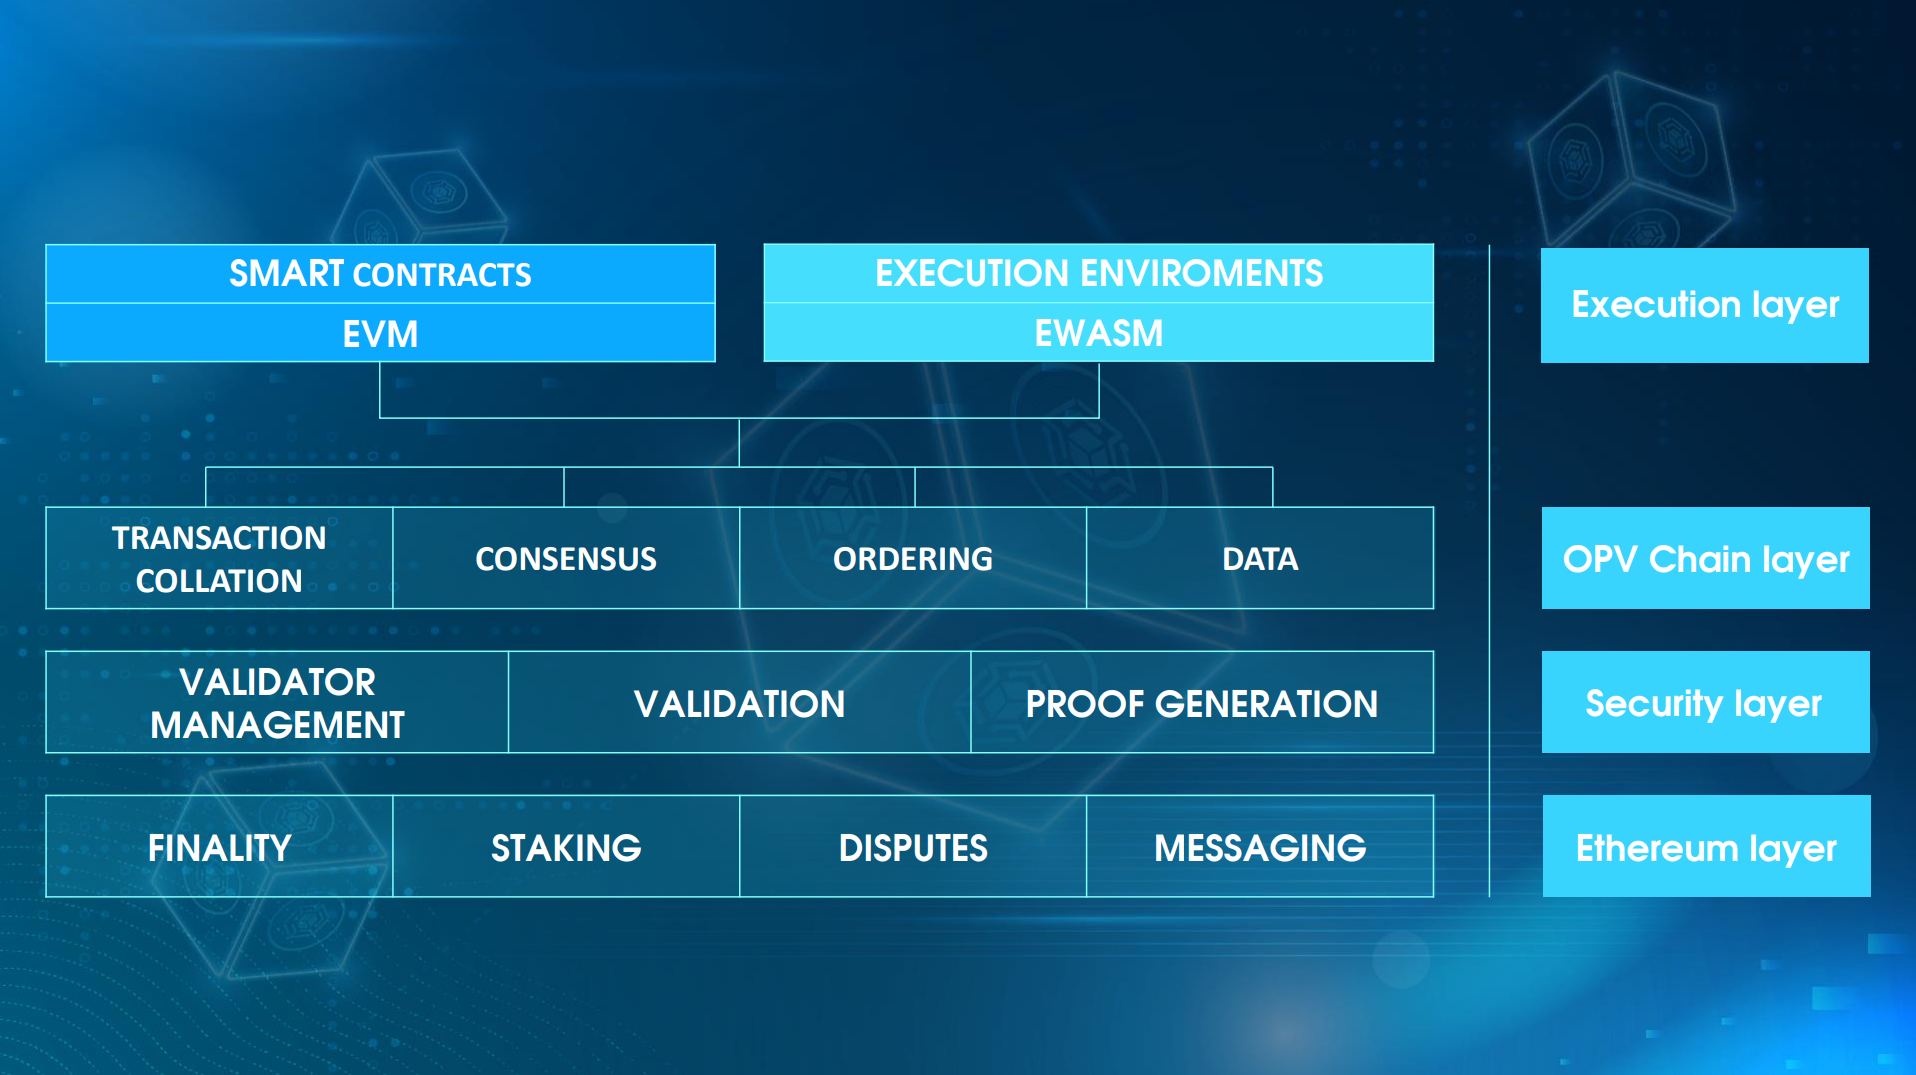 SMART CONTRACTS
EVM
EXECUTION ENVIROMENTS
EWASM
Execution layer
TRANSACTION
COLLATION
CONSENSUS
ORDERING
DATA
OPV Chain layer
VALIDATOR
MANAGEMENT
VALIDATION
PROOF GENERATION
Security layer
FINALITY
STAKING
DISPUTES
MESSAGING
Ethereum layer